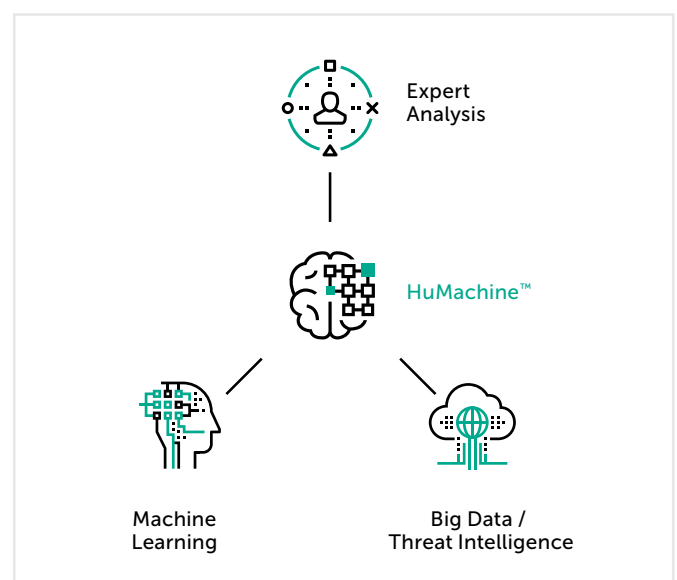 Expert
Analysis
HuMachine™
Machine
Learning
Big Data /
Threat Intelligence